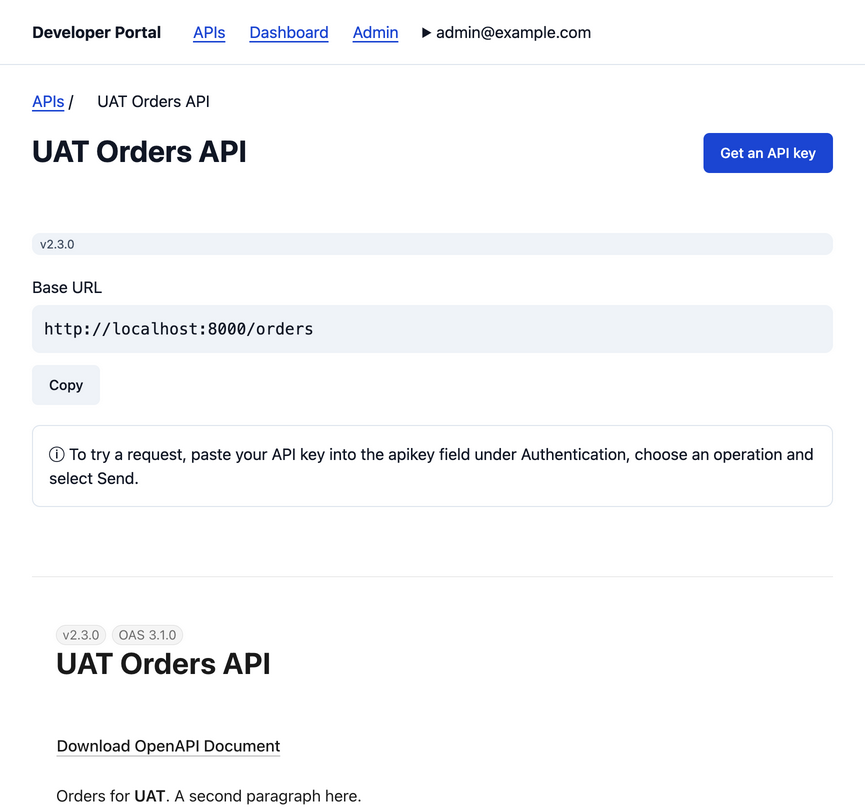 Developer Portal APIs Dashboard Admin ▶ admin@example.com
APIs / UAT Orders API
UAT Orders API
Get an API key
v2.3.0
Base URL
http://localhost:8000/orders
Copy
ⓘ To try a request, paste your API key into the apikey field under Authentication, choose an operation and
select Send.
v2.3.0 OAS 3.1.0
UAT Orders API
Download OpenAPI Document
Orders for UAT. A second paragraph here.